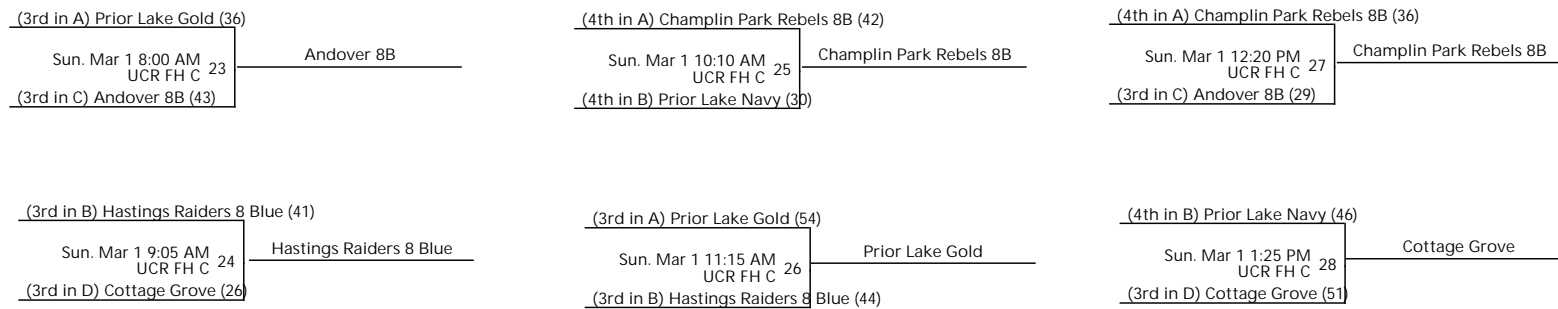 (3rd in A) Prior Lake Gold (36)
Sun. Mar 1 8:00 AM
UCR FH C
23
Andover 8B
(3rd in C) Andover 8B (43)
(4th in A) Champlin Park Rebels 8B (42)
Sun. Mar 1 10:10 AM
UCR FH C
25
Champlin Park Rebels 8B
(4th in B) Prior Lake Navy (30)
(4th in A) Champlin Park Rebels 8B (36)
Sun. Mar 1 12:20 PM
UCR FH C
27
Champlin Park Rebels 8B
(3rd in C) Andover 8B (29)
(3rd in B) Hastings Raiders 8 Blue (41)
Sun. Mar 1 9:05 AM
UCR FH C
24
Hastings Raiders 8 Blue
(3rd in D) Cottage Grove (26)
(3rd in A) Prior Lake Gold (54)
Sun. Mar 1 11:15 AM
UCR FH C
26
Prior Lake Gold
(3rd in B) Hastings Raiders 8 Blue (44)
(4th in B) Prior Lake Navy (46)
Sun. Mar 1 1:25 PM
UCR FH C
28
Cottage Grove
(3rd in D) Cottage Grove (51)